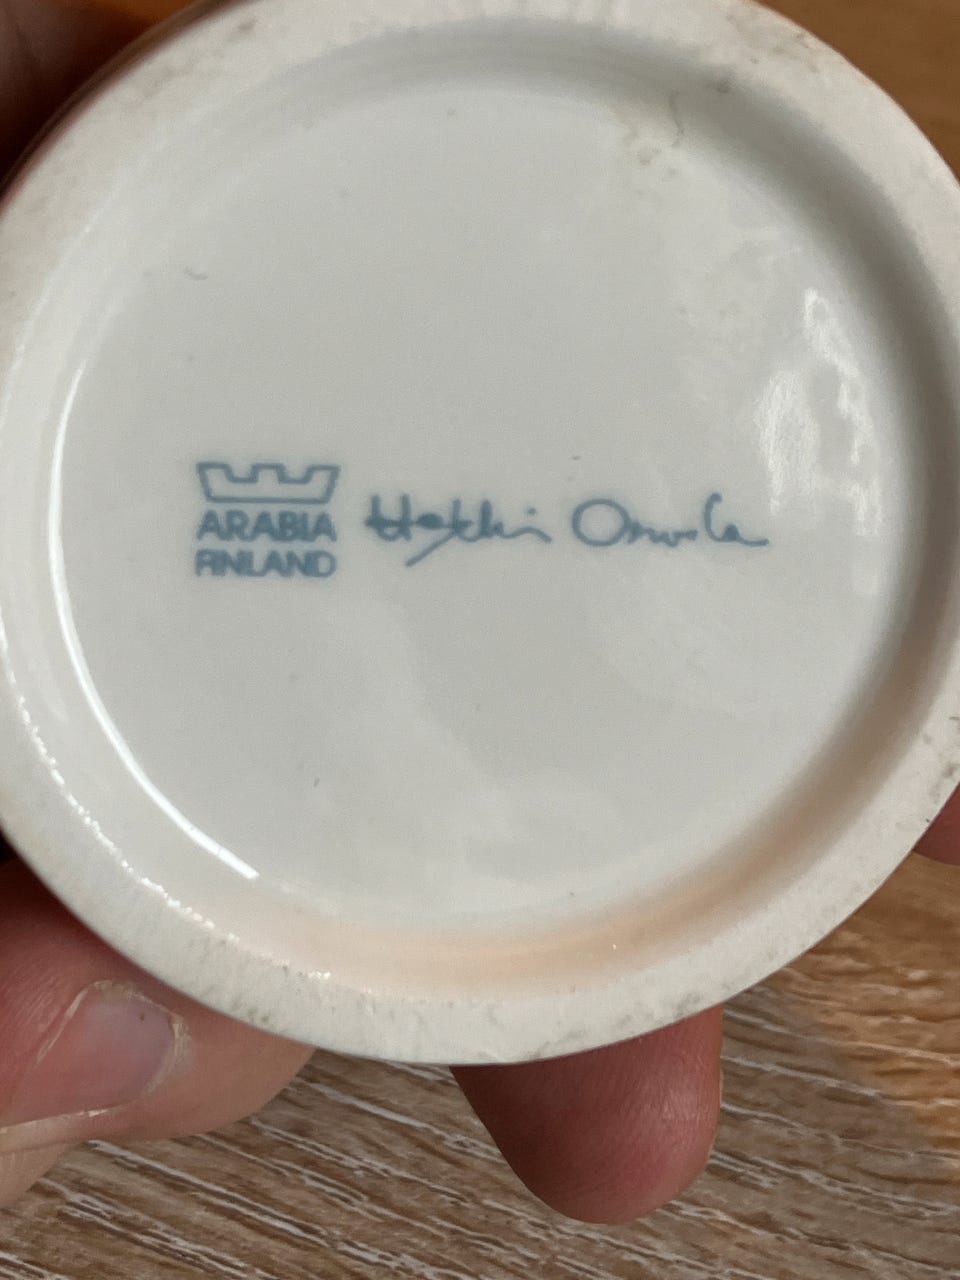 ARABIA
FINLAND
Heikki Orvola